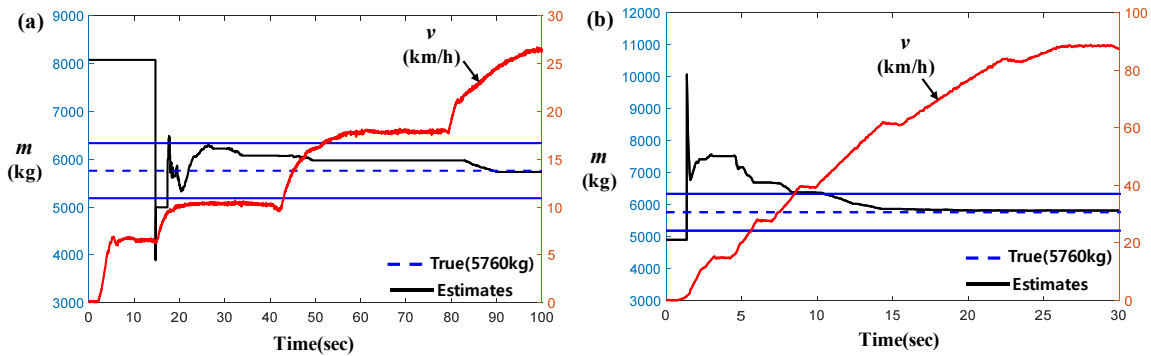 (a)
9000
8000
7000
6000
5000
4000
3000
m
(kg)
30
25
20
15
10
5
0
v
(km/h)
True(5760kg)
Estimates
0 10 20 30 40 50 60 70 80 90 100
Time(sec)
(b)
12000
11000
10000
9000
8000
7000
6000
5000
4000
3000
m
(kg)
100
80
60
40
20
0
v
(km/h)
True(5760kg)
Estimates
0 5 10 15 20 25 30
Time(sec)